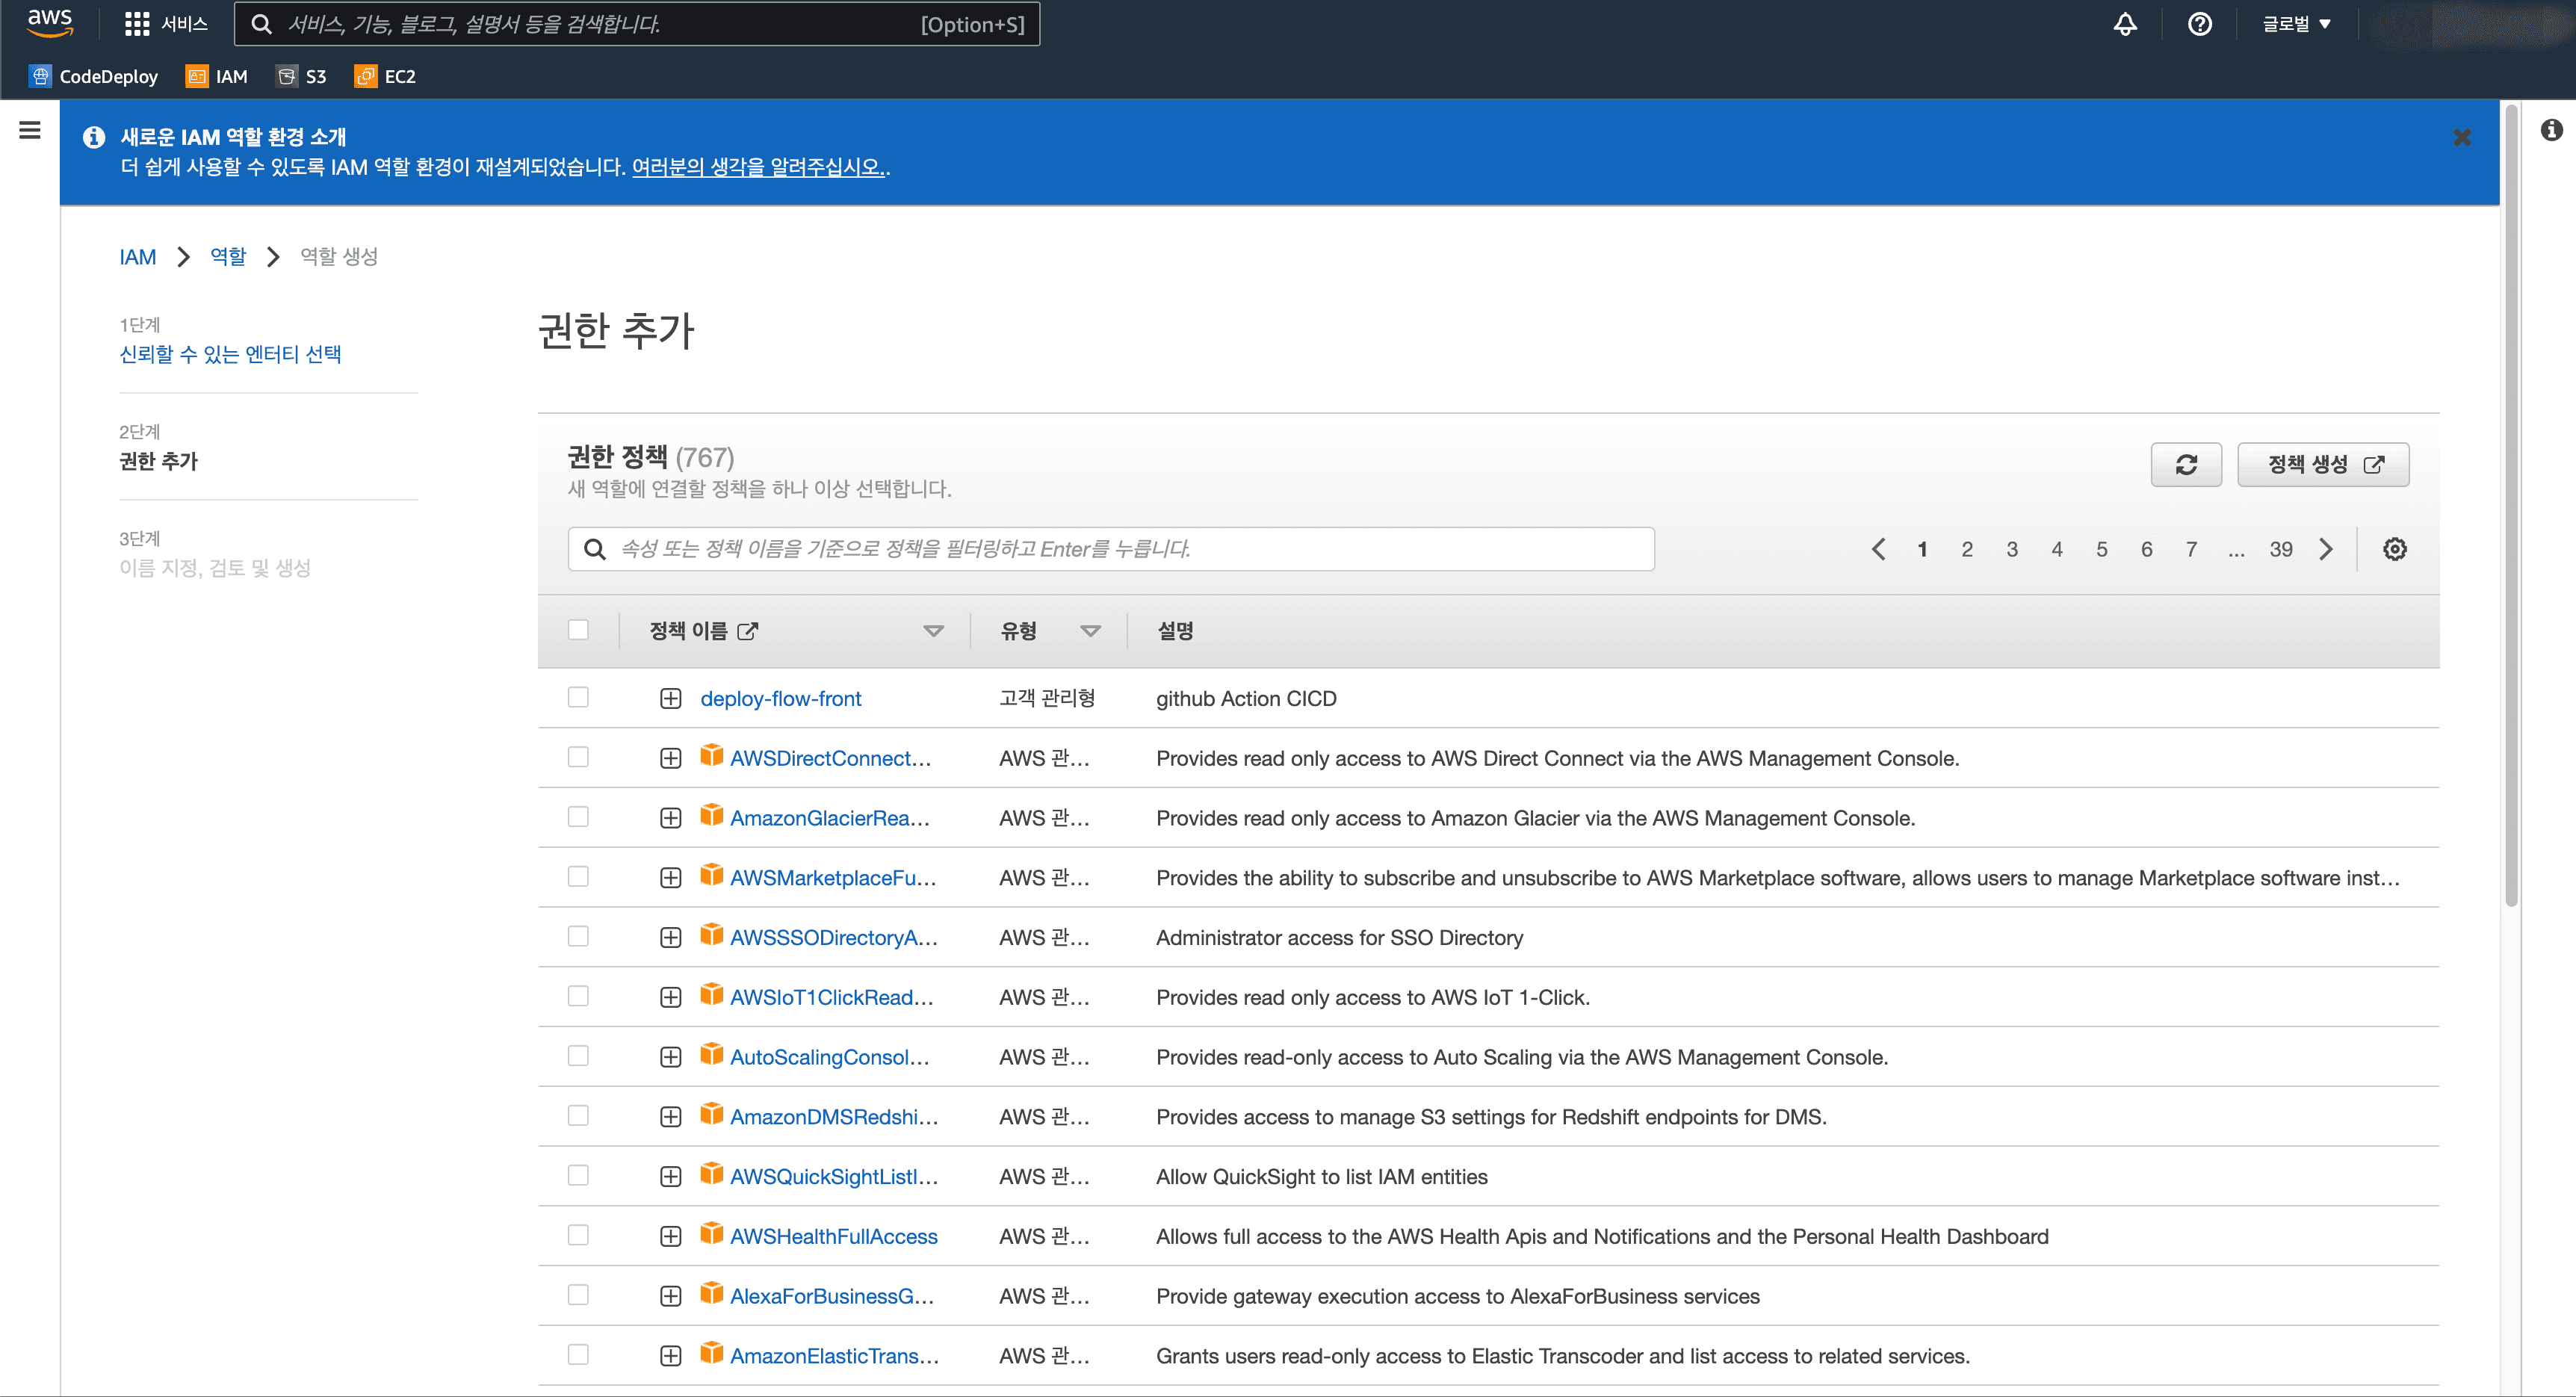 aws
서비스
서비스, 기능, 블로그, 설명서 등을 검색합니다.
[Option+S]
글로벌 ▼
CodeDeploy
IAM
S3
EC2
새로운 IAM 역할 환경 소개
더 쉽게 사용할 수 있도록 IAM 역할 환경이 재설계되었습니다. 여러분의 생각을 알려주십시오..
IAM > 역할 > 역할 생성
1단계
신뢰할 수 있는 엔터티 선택
2단계
권한 추가
3단계
이름 지정, 검토 및 생성
권한 추가
권한 정책 (767)
새 역할에 연결할 정책을 하나 이상 선택합니다.
정책 생성
속성 또는 정책 이름을 기준으로 정책을 필터링하고 Enter를 누릅니다.
< 1 2 3 4 5 6 7 ... 39 >
정책 이름 유형 설명
deploy-flow-front 고객 관리형 github Action CICD
AWSDirectConnect... AWS 관... Provides read only access to AWS Direct Connect via the AWS Management Console.
AmazonGlacierRea... AWS 관... Provides read only access to Amazon Glacier via the AWS Management Console.
AWSMarketplaceFu... AWS 관... Provides the ability to subscribe and unsubscribe to AWS Marketplace software, allows users to manage Marketplace software inst...
AWSSSODirectoryA... AWS 관... Administrator access for SSO Directory
AWSIoT1ClickRead... AWS 관... Provides read only access to AWS IoT 1-Click.
AutoScalingConsol... AWS 관... Provides read-only access to Auto Scaling via the AWS Management Console.
AmazonDMSRedshi... AWS 관... Provides access to manage S3 settings for Redshift endpoints for DMS.
AWSQuickSightListI... AWS 관... Allow QuickSight to list IAM entities
AWSHealthFullAccess AWS 관... Allows full access to the AWS Health Apis and Notifications and the Personal Health Dashboard
AlexaForBusinessG... AWS 관... Provide gateway execution access to AlexaForBusiness services
AmazonElasticTrans... AWS 관... Grants users read-only access to Elastic Transcoder and list access to related services.